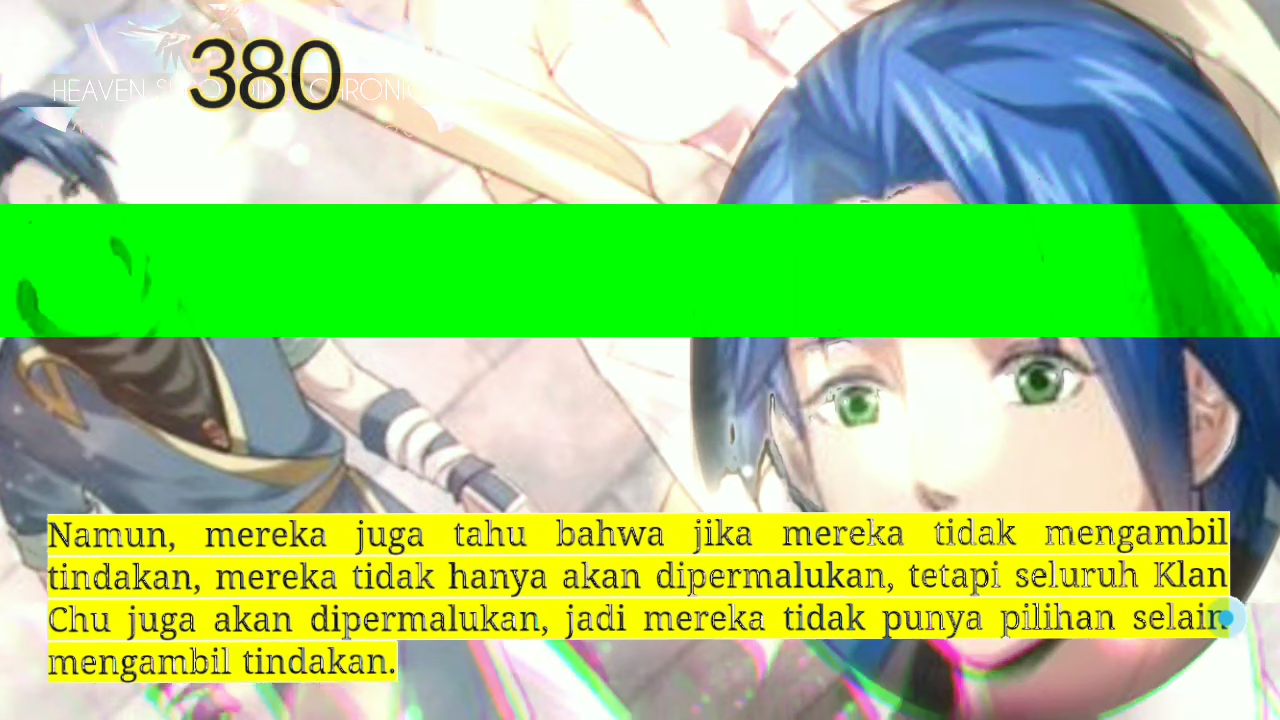 380
HEAVEN
Namun, mereka juga tahu bahwa jika mereka tidak mengambil
tindakan, mereka tidak hanya akan dipermalukan, tetapi seluruh Klan
Chu juga akan dipermalukan, jadi mereka tidak punya pilihan selain
mengambil tindakan.